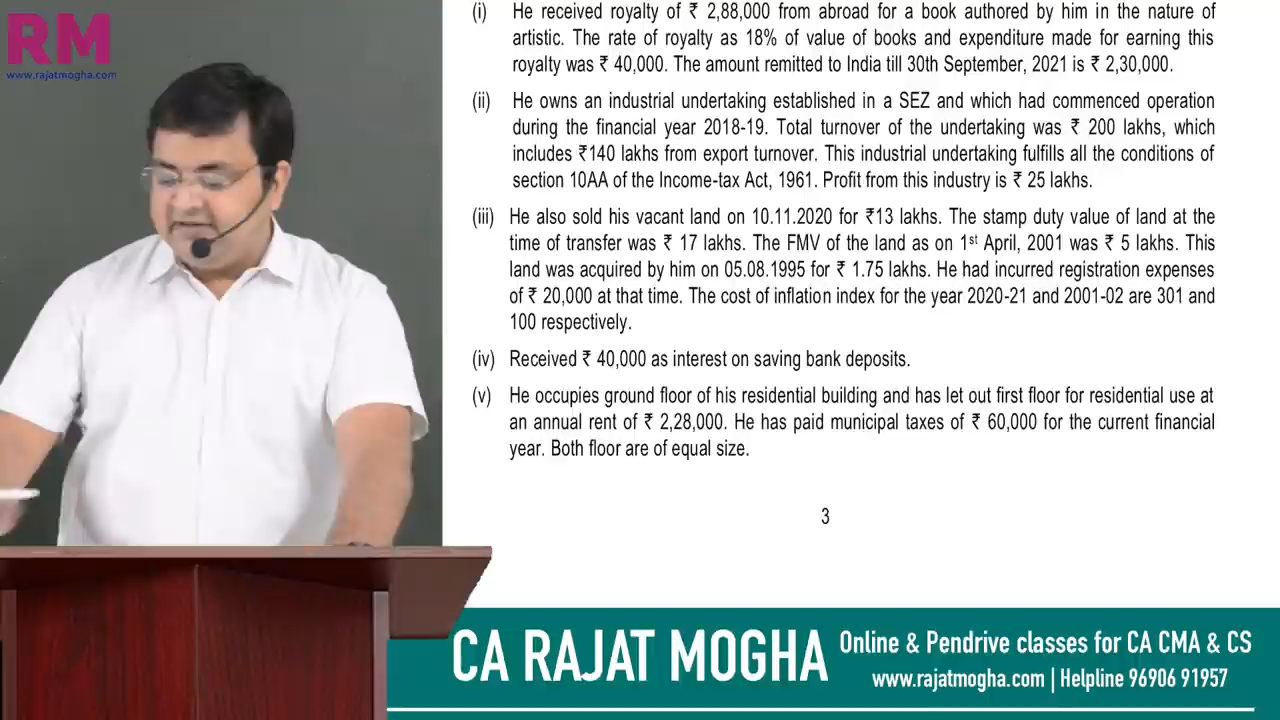 RM
www.rajatmogha.com
(i) He received royalty of ₹ 2,88,000 from abroad for a book authored by him in the nature of
artistic. The rate of royalty as 18% of value of books and expenditure made for earning this
royalty was ₹ 40,000. The amount remitted to India till 30th September, 2021 is ₹ 2,30,000.
(ii) He owns an industrial undertaking established in a SEZ and which had commenced operation
during the financial year 2018-19. Total turnover of the undertaking was ₹ 200 lakhs, which
includes ₹140 lakhs from export turnover. This industrial undertaking fulfills all the conditions of
section 10AA of the Income-tax Act, 1961. Profit from this industry is ₹ 25 lakhs.
(iii) He also sold his vacant land on 10.11.2020 for ₹13 lakhs. The stamp duty value of land at the
time of transfer was ₹ 17 lakhs. The FMV of the land as on 1st April, 2001 was ₹ 5 lakhs. This
land was acquired by him on 05.08.1995 for ₹ 1.75 lakhs. He had incurred registration expenses
of ₹ 20,000 at that time. The cost of inflation index for the year 2020-21 and 2001-02 are 301 and
100 respectively.
(iv) Received ₹ 40,000 as interest on saving bank deposits.
(v) He occupies ground floor of his residential building and has let out first floor for residential use at
an annual rent of ₹ 2,28,000. He has paid municipal taxes of ₹ 60,000 for the current financial
year. Both floor are of equal size.
3
CA RAJAT MOGHA
Online & Pendrive classes for CA CMA & CS
www.rajatmogha.com | Helpline 96906 91957